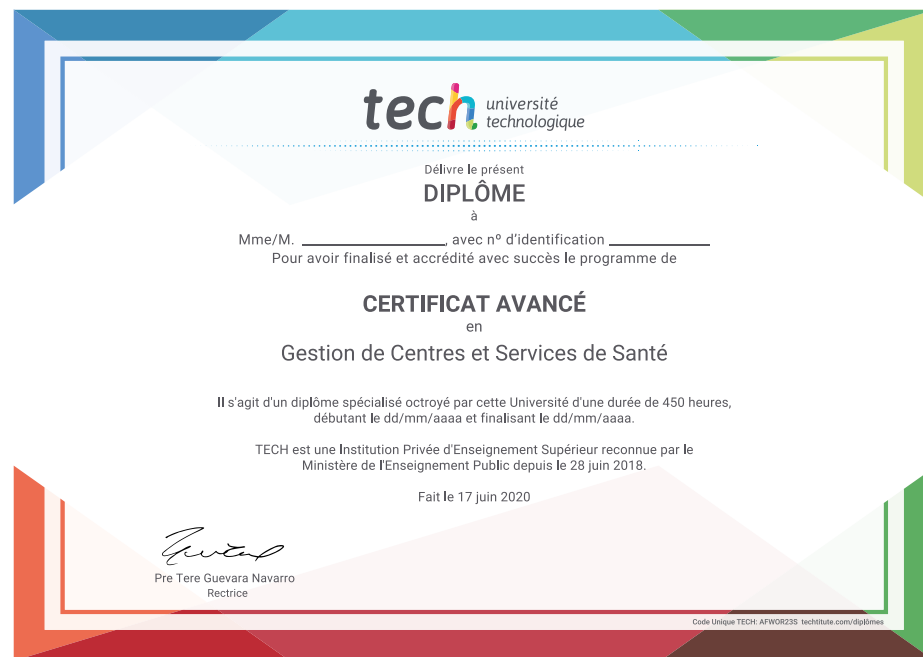 tech université
technologique
Délivre le présent
DIPLÔME
à
Mme/M. ____________________, avec nº d'identification ______________
Pour avoir finalisé et accrédité avec succès le programme de
CERTIFICAT AVANCÉ
en
Gestion de Centres et Services de Santé
Il s'agit d'un diplôme spécialisé octroyé par cette Université d'une durée de 450 heures,
débutant le dd/mm/aaaa et finalisant le dd/mm/aaaa.
TECH est une Institution Privée d'Enseignement Supérieur reconnue par le
Ministère de l'Enseignement Public depuis le 28 juin 2018.
Fait le 17 juin 2020
Pre Tere Guevara Navarro
Rectrice
Code Unique TECH: AFWOR23S techtitute.com/diplômes